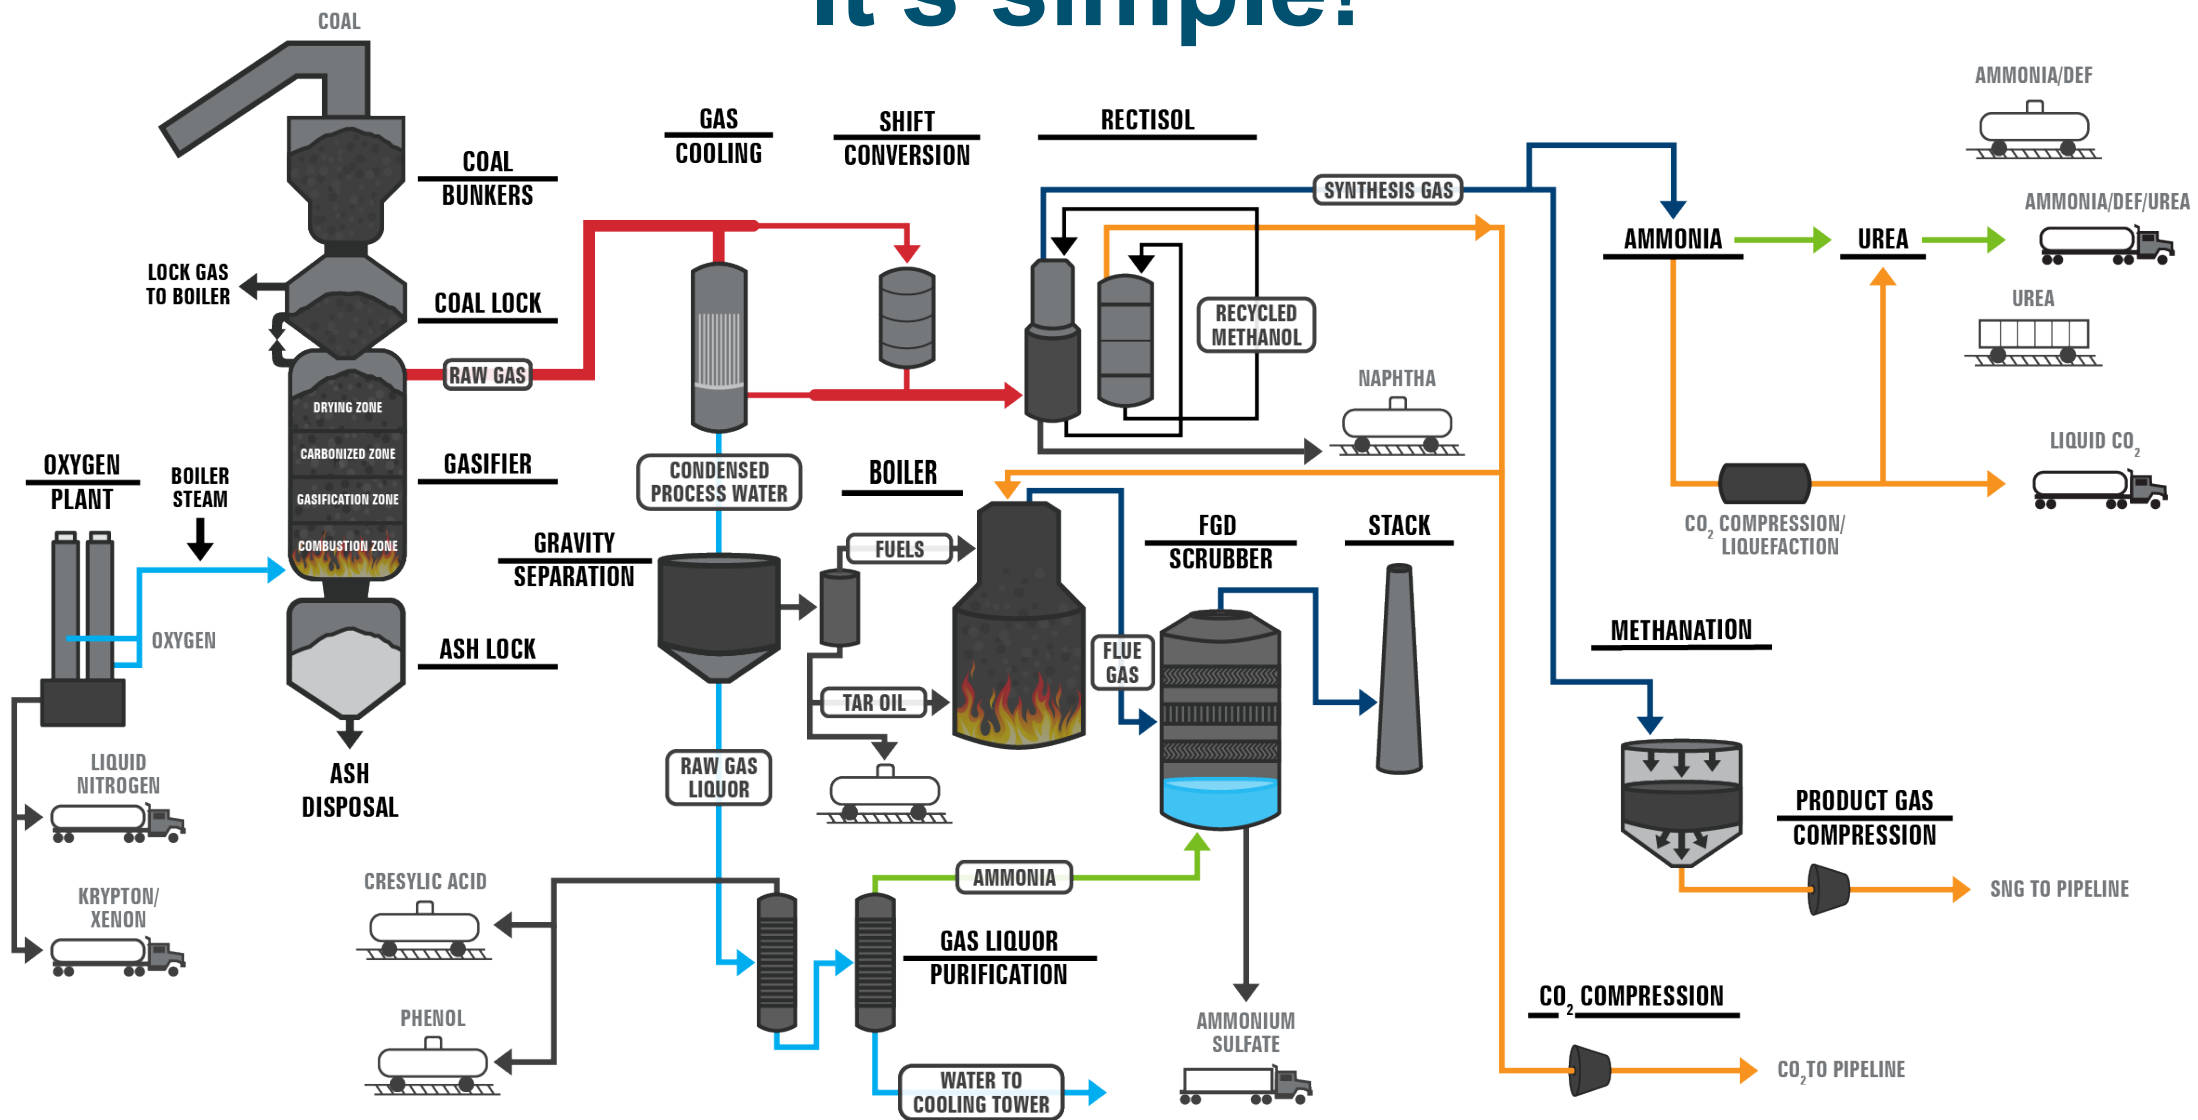 It's simple!
COAL
COAL
BUNKERS
LOCK GAS
TO BOILER
COAL LOCK
RAW GAS
DRYING ZONE
CARBONIZED ZONE
GASIFICATION ZONE
COMBUSTION ZONE
GASIFIER
OXYGEN
PLANT
BOILER
STEAM
OXYGEN
ASH LOCK
ASH
DISPOSAL
LIQUID
NITROGEN
KRYPTON/
XENON
GAS
COOLING
SHIFT
CONVERSION
RECTISOL
SYNTHESIS GAS
RECYCLED
METHANOL
NAPHTHA
CONDENSED
PROCESS WATER
BOILER
GRAVITY
SEPARATION
FUELS
TAR OIL
FLUE
GAS
FGD
SCRUBBER
STACK
RAW GAS
LIQUOR
CRESYLIC ACID
PHENOL
AMMONIA
GAS LIQUOR
PURIFICATION
WATER TO
COOLING TOWER
AMMONIUM
SULFATE
AMMONIA/DEF
AMMONIA/DEF/UREA
AMMONIA
UREA
UREA
LIQUID CO2
CO2 COMPRESSION/
LIQUEFACTION
METHANATION
PRODUCT GAS
COMPRESSION
SNG TO PIPELINE
CO2 COMPRESSION
CO2TO PIPELINE